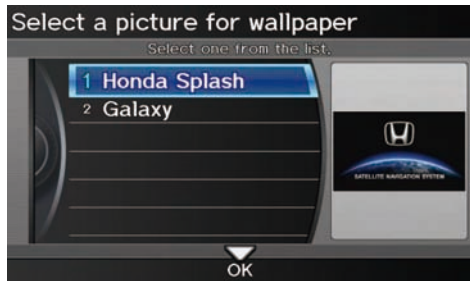 Select a picture for wallpaper
Select one from the list.
1 Honda Splash
2 Galaxy
SATELLITE NAVIGATION SYSTEM
OK